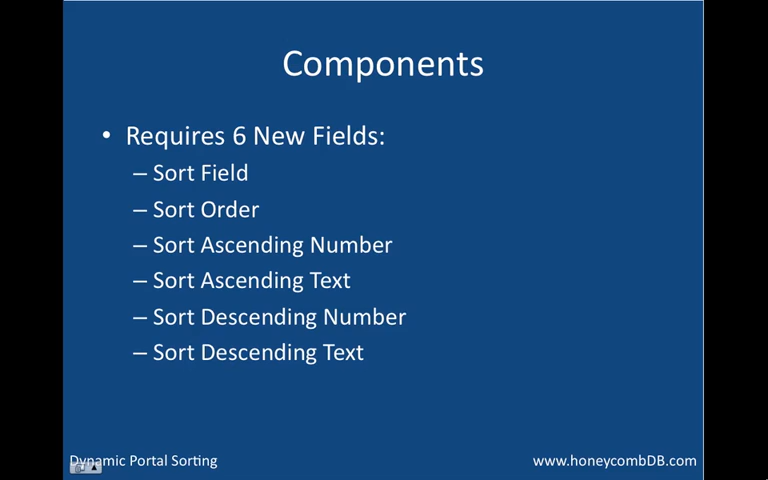 Components
• Requires 6 New Fields:
– Sort Field
– Sort Order
– Sort Ascending Number
– Sort Ascending Text
– Sort Descending Number
– Sort Descending Text
Dynamic Portal Sorting
www.honeycombDB.com